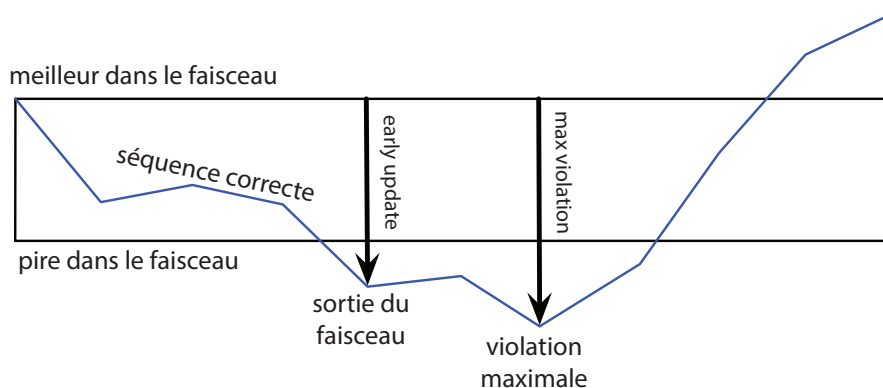 meilleur dans le faisceau
séquence correcte
early update
max violation
pire dans le faisceau
sortie du
faisceau
violation
maximale